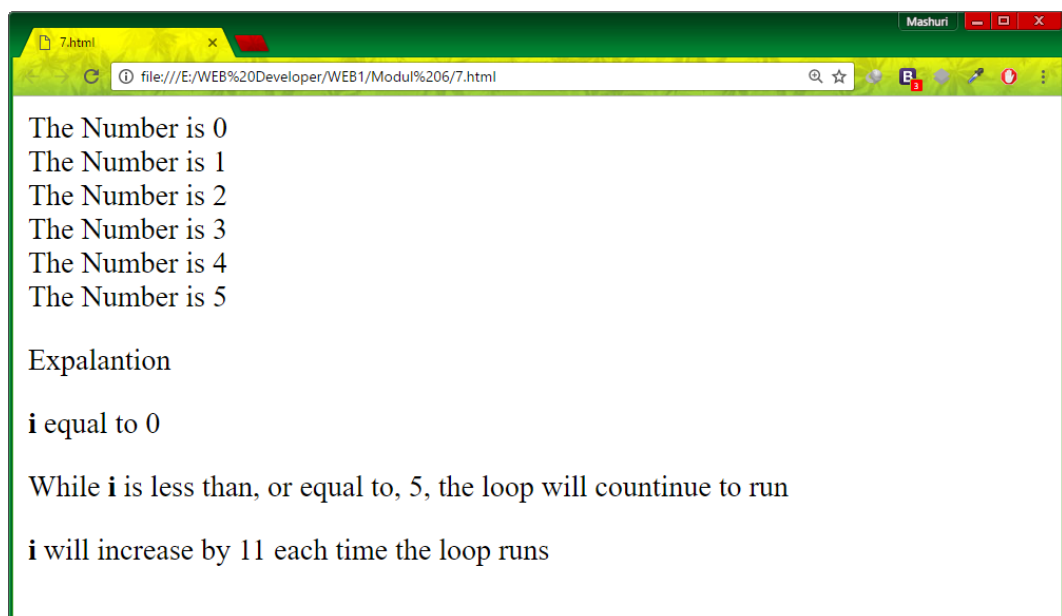 Mashuri
7.html
file:///E:/WEB%20Developer/WEB1/Modul%206/7.html
B
3
The Number is 0
The Number is 1
The Number is 2
The Number is 3
The Number is 4
The Number is 5
Expalantion
i equal to 0
While i is less than, or equal to, 5, the loop will countinue to run
i will increase by 11 each time the loop runs